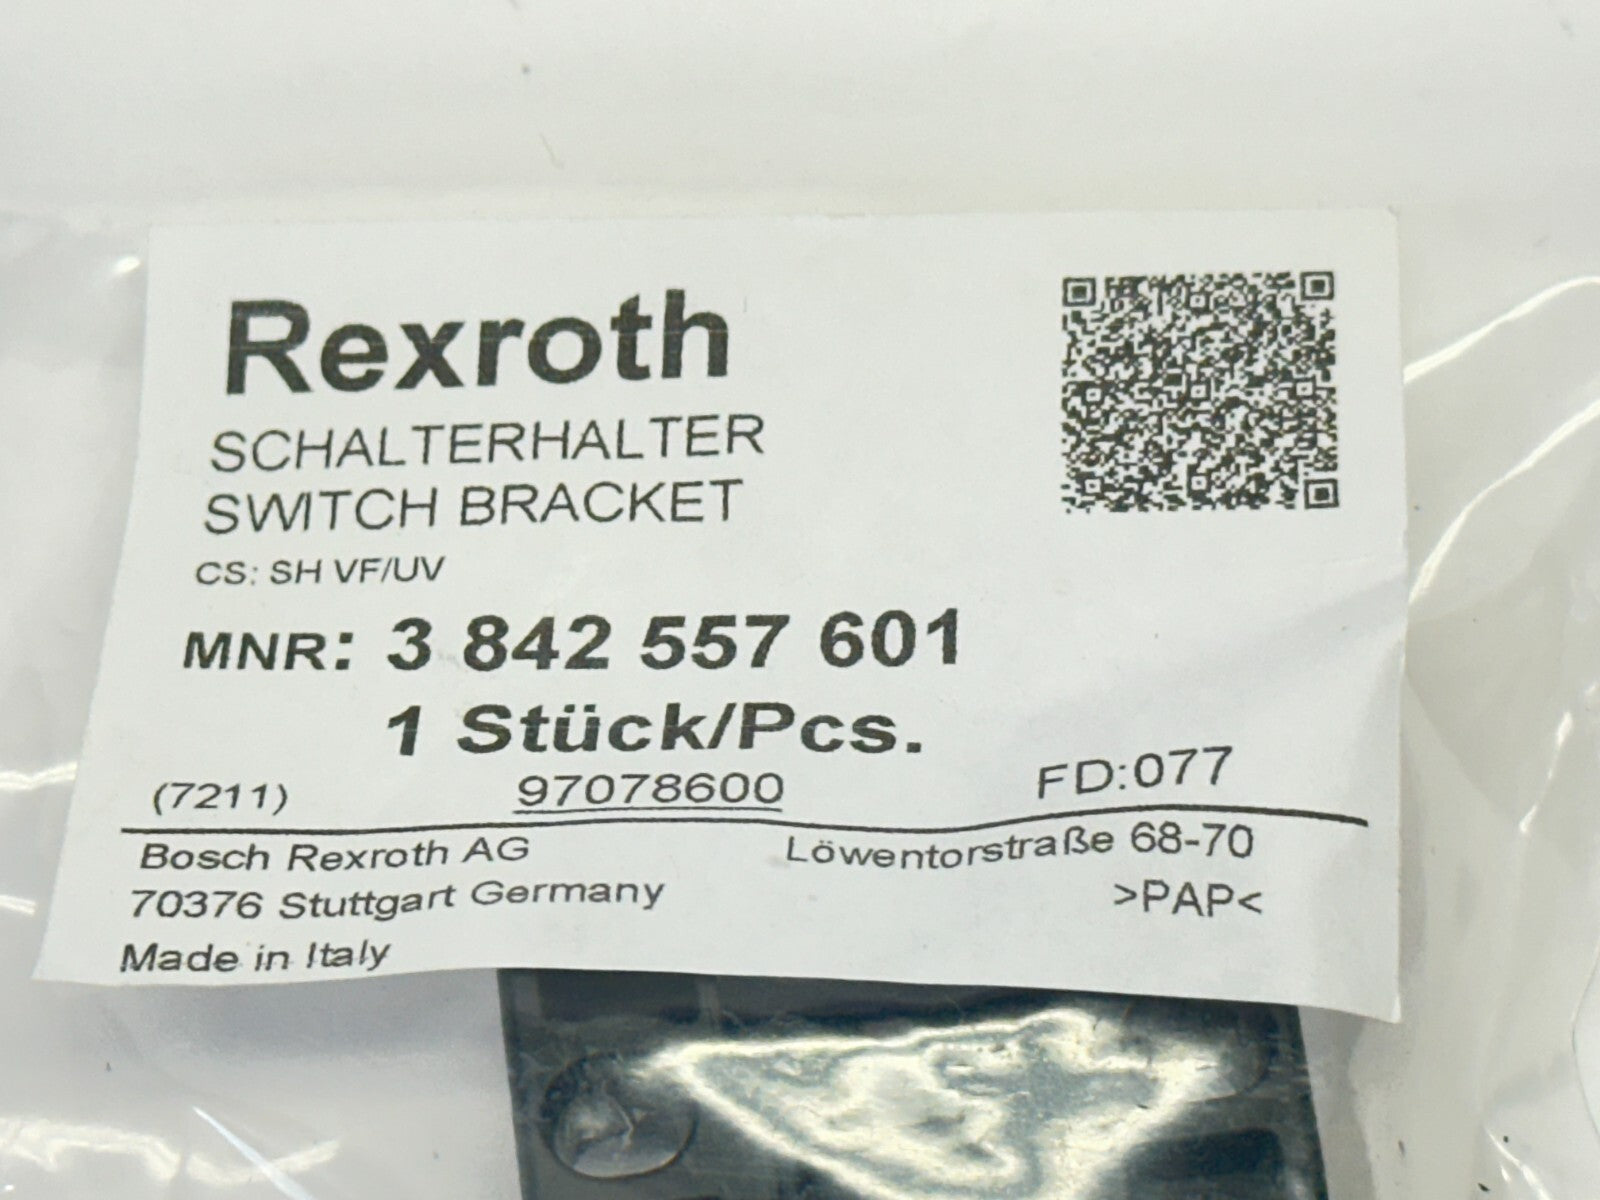 Rexroth
SCHALTERHALTER
SWITCH BRACKET
CS: SH VF/UV
MNR: 3 842 557 601
1 Stück/Pcs.
(7211) 97078600 FD:077
Bosch Rexroth AG Löwentorstraße 68-70
70376 Stuttgart Germany >PAP<
Made in Italy